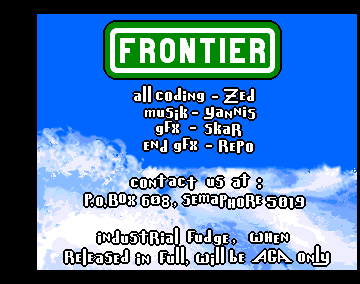 FRONTIER
all coding - Zed
musik - Yannis
gfx - Skar
end gfx - Repo
contact us at :
P.O.Box 608, Semaphore 5019
industrial Fudge, when
Released in Full, will be AGA only